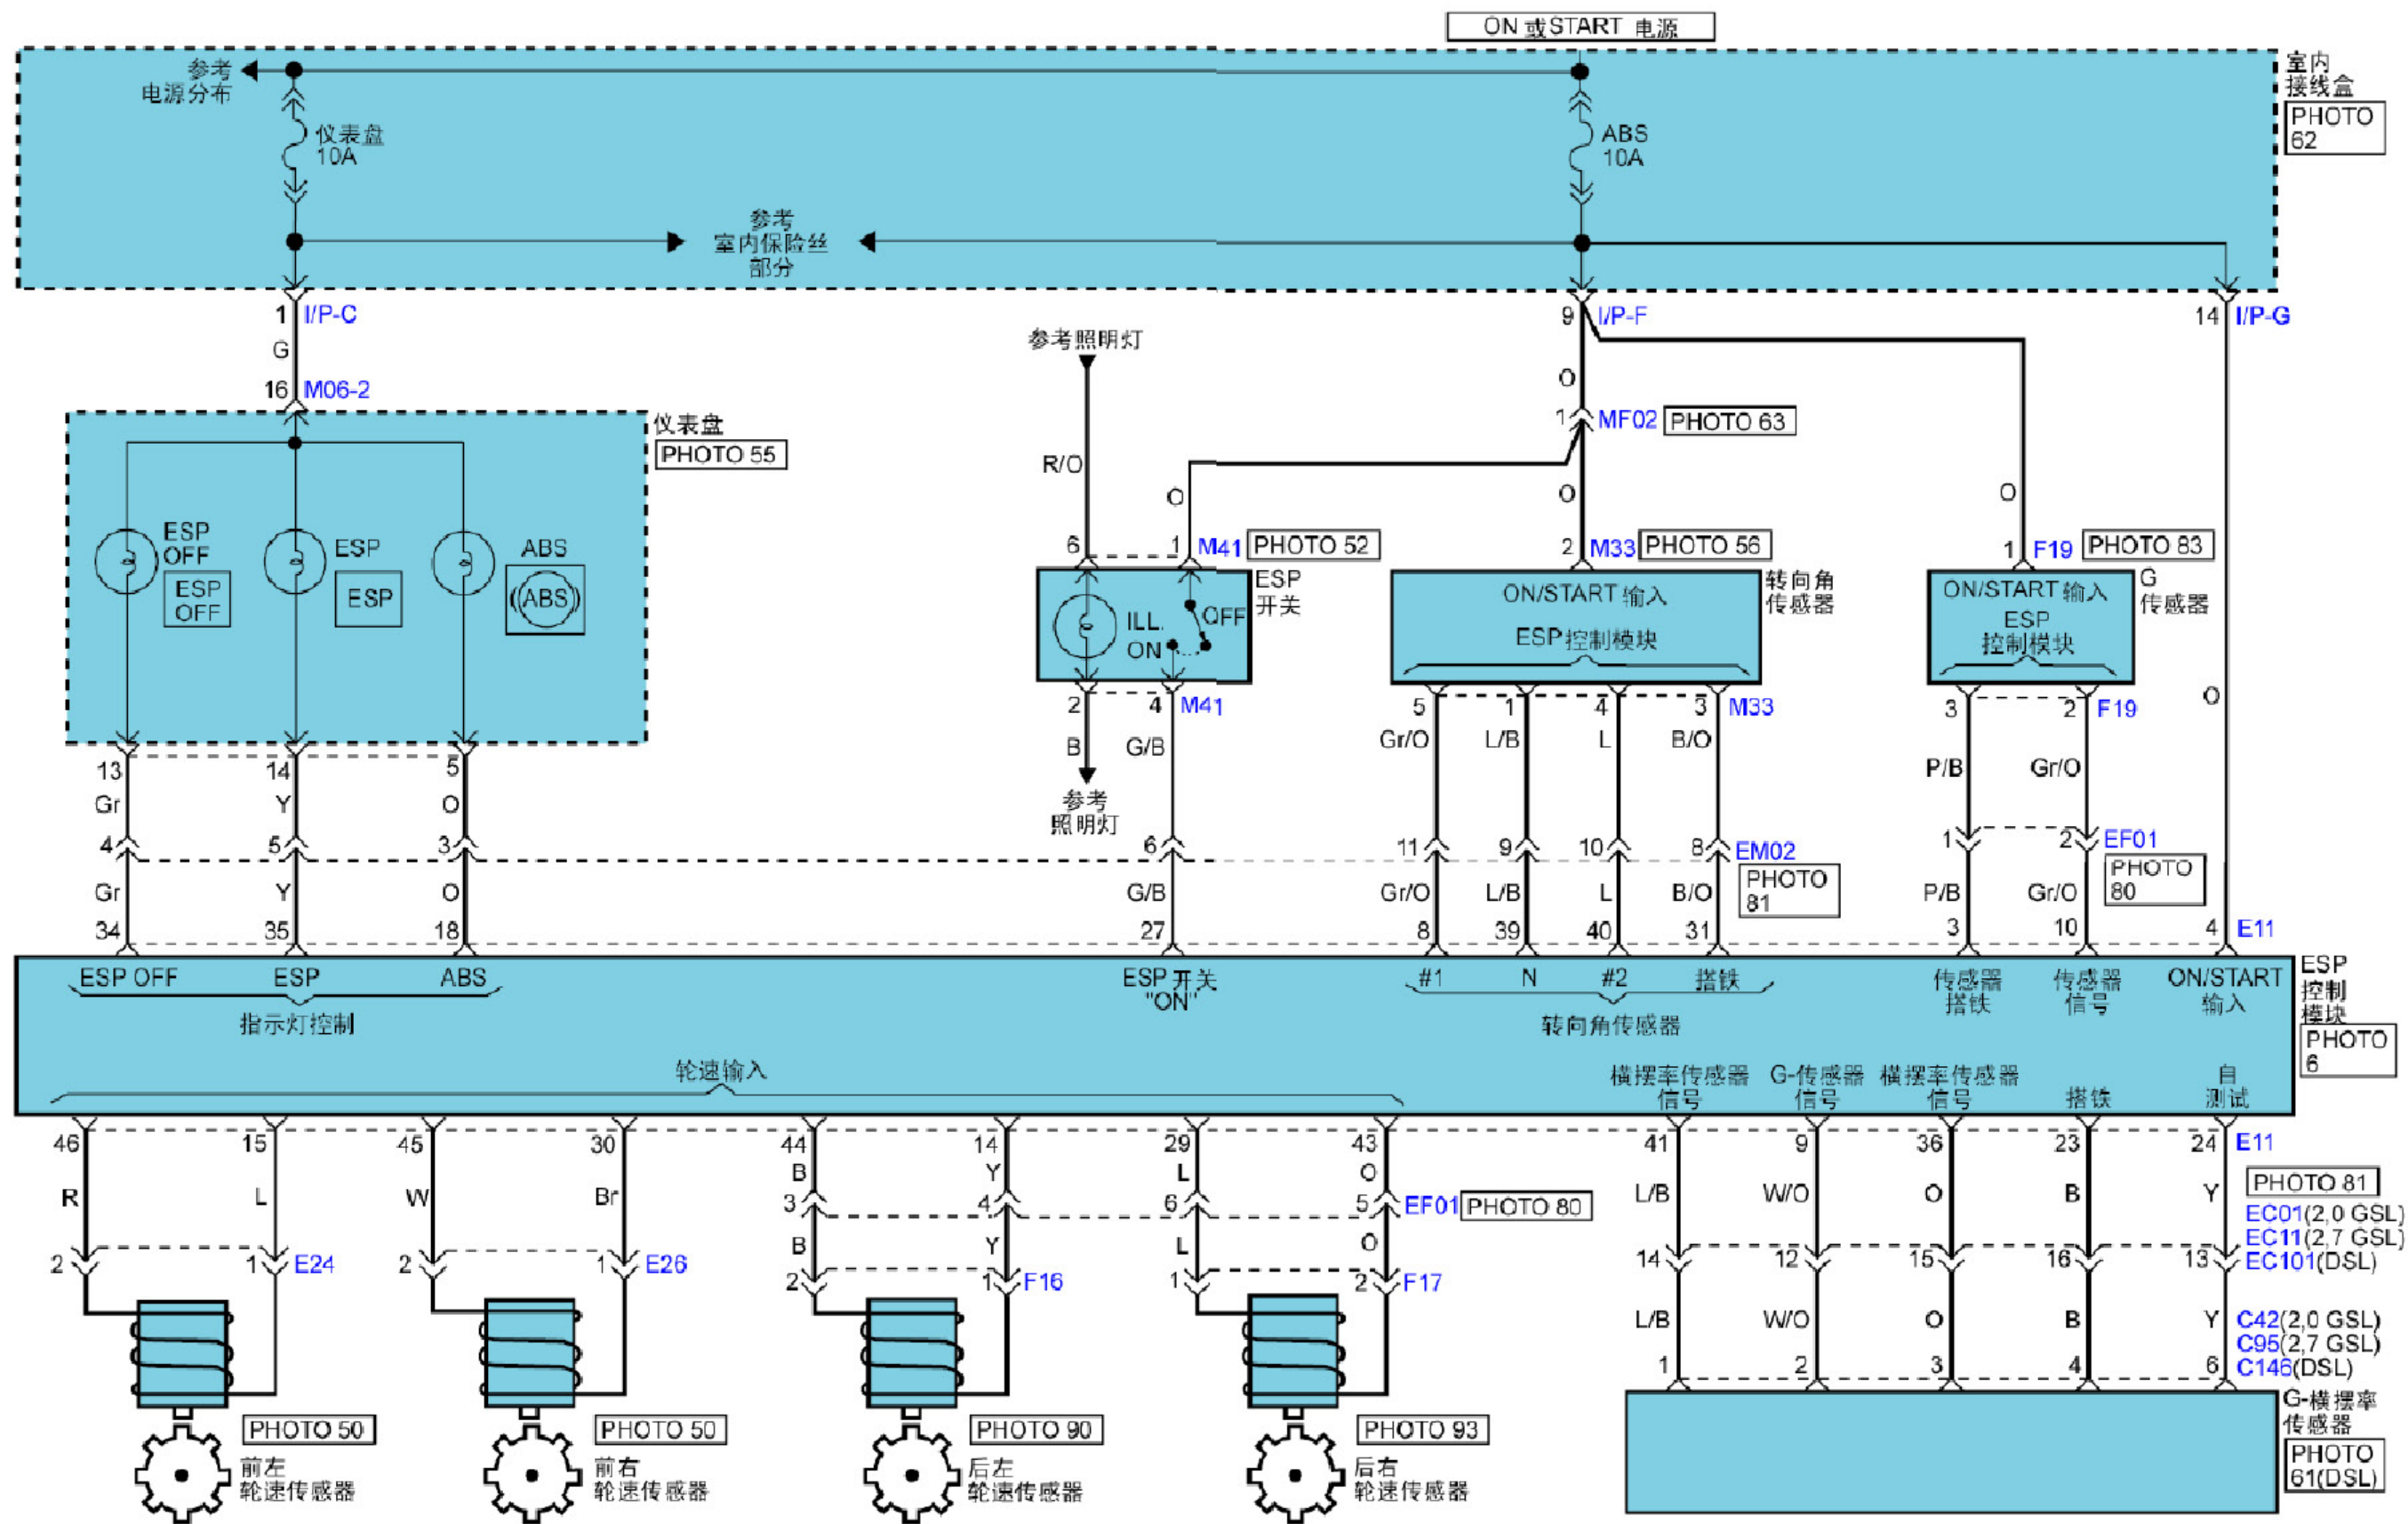 ON 或START 电源
参考
电源分布
仪表盘
10A
ABS
10A
室内
接线盒
PHOTO
62
参考
室内保险丝
部分
1 I/P-C
9 I/P-F
14 I/P-G
G
16 M06-2
参考照明灯
O
1 MF02 PHOTO 63
仪表盘
PHOTO 55
R/O
O
O
O
ESP
OFF
ESP
OFF
ESP
ESP
ABS
(ABS)
6
1 M41 PHOTO 52
2 M33 PHOTO 56
1 F19 PHOTO 83
ESP
开关
ILL.
OFF
ON
ON/START 输入
ESP控制模块
转向角
传感器
ON/START 输入
ESP
控制模块
G
传感器
O
2 4 M41
5 1 4 3 M33
3 2 F19
B G/B
Gr/O L/B L B/O
P/B Gr/O
13 14 5
Gr Y O
参考
照明灯
4 5 3 6 11 9 10 8 EM02
1 2 EF01
PHOTO
81
PHOTO
80
Gr Y O G/B Gr/O L/B L B/O P/B Gr/O
34 35 18 27 8 39 40 31 3 10 4 E11
ESP OFF ESP ABS
指示灯控制
ESP 开关
"ON"
#1 N #2 搭铁
转向角传感器
传感器
搭铁
传感器
信号
ON/START
输入
ESP
控制
模块
PHOTO
6
轮速输入
横摆率传感器
信号
G-传感器
信号
横摆率传感器
信号
搭铁
自
测试
46 15 45 30 44 14 29 43 41 9 36 23 24 E11
B Y L O
R L W Br
3 4 6 5 EF01 PHOTO 80
L/B W/O O B Y
PHOTO 81
EC01(2,0 GSL)
EC11(2,7 GSL)
EC101(DSL)
B Y L O
14 12 15 16 13
2 1 E24
2 1 E26
2 1 F16
1 2 F17
L/B W/O O B Y
C42(2,0 GSL)
C95(2,7 GSL)
C146(DSL)
1 2 3 4 6
G-横摆率
传感器
PHOTO
61(DSL)
PHOTO 50
前左
轮速传感器
PHOTO 50
前右
轮速传感器
PHOTO 90
后左
轮速传感器
PHOTO 93
后右
轮速传感器